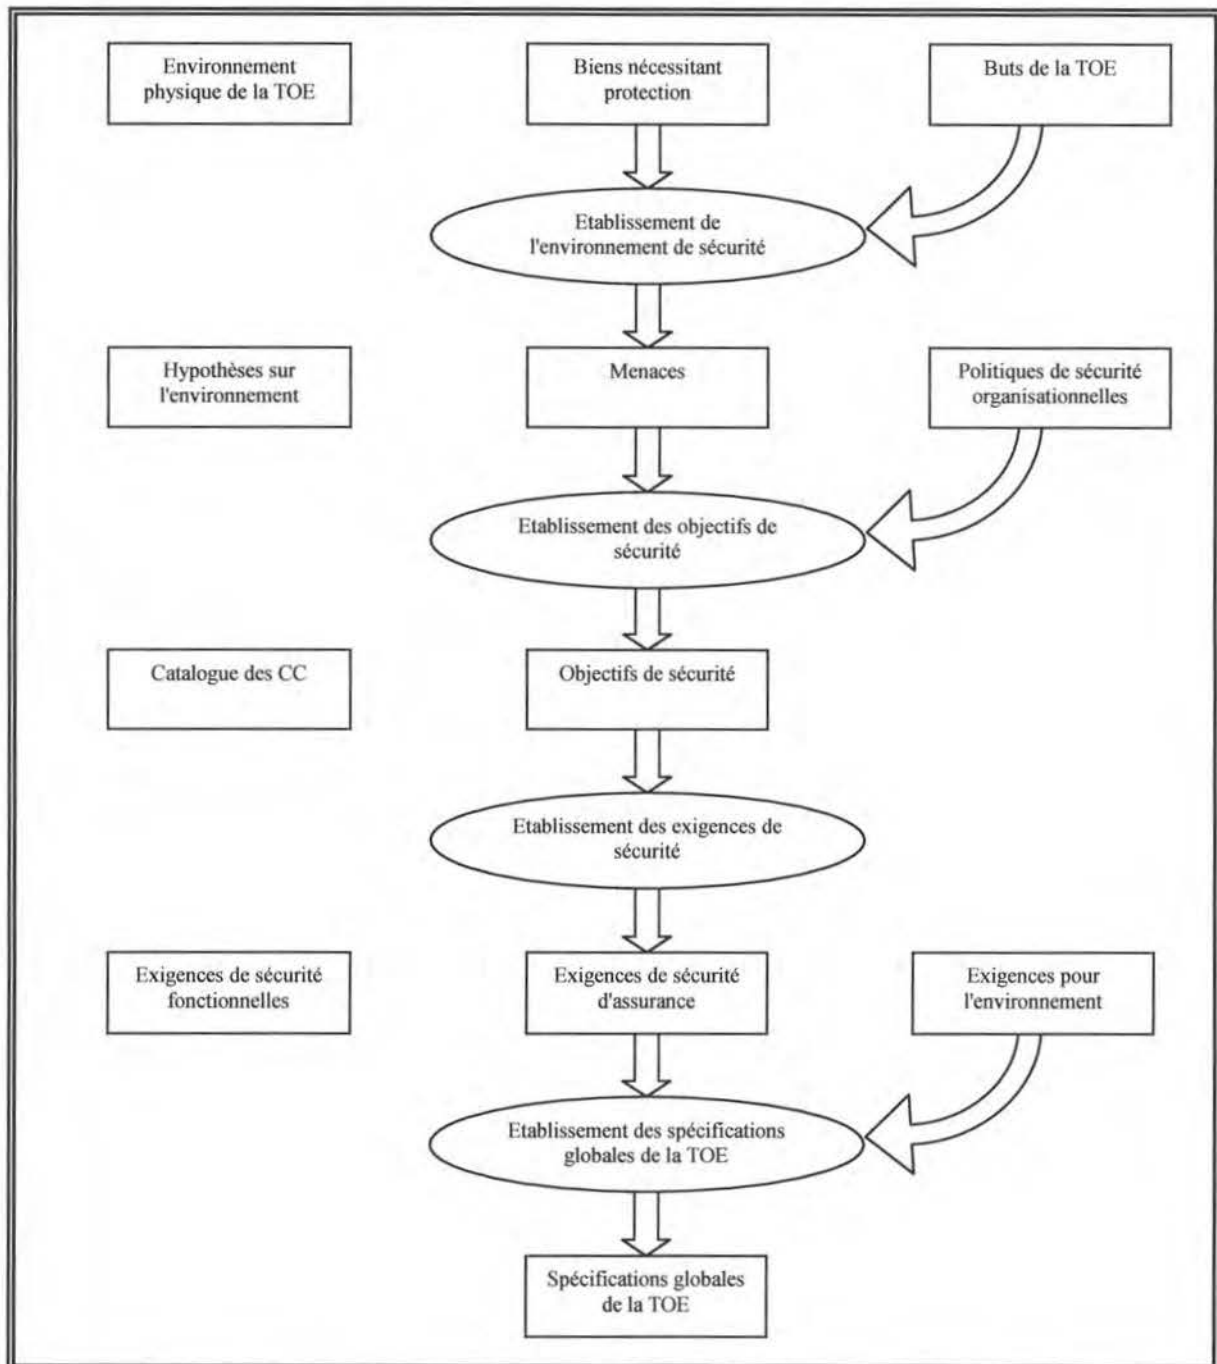 Environnement
physique de la TOE
Biens nécessitant
protection
Buts de la TOE
Etablissement de
l'environnement de sécurité
Hypothèses sur
l'environnement
Menaces
Politiques de sécurité
organisationnelles
Etablissement des objectifs de
sécurité
Catalogue des CC
Objectifs de sécurité
Etablissement des exigences de
sécurité
Exigences de sécurité
fonctionnelles
Exigences de sécurité
d'assurance
Exigences pour
l'environnement
Etablissement des spécifications
globales de la TOE
Spécifications globales
de la TOE